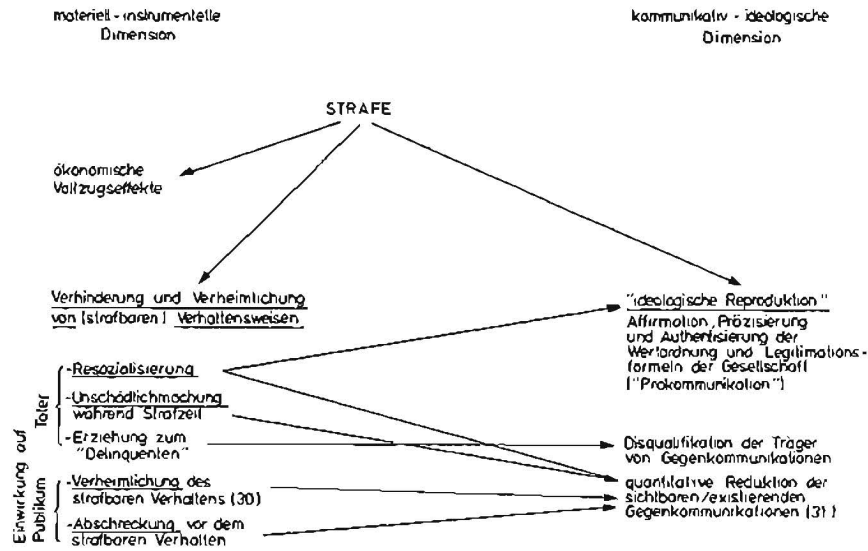 materiell - instrumentelle
Dimension
kommunikativ - ideologische
Dimension
STRAFE
ökonomische
Vollzugseffekte
Verhinderung und Verheimlichung
von (strafbaren) Verhaltensweisen
"ideologische Reproduktion"
Affirmation, Präzisierung
und Authentisierung der
Wertordnung und Legitimations-
formeln der Gesellschaft
("Prokommunikation")
Einwirkung auf
Täter
-Resozialisierung
-Unschädlichmachung
während Strafzeit
-Erziehung zum
"Delinquenten"
Disqualifikation der Träger
von Gegenkommunikationen
Publikum
-Verheimlichung des
strafbaren Verhaltens (30)
-Abschreckung vor dem
strafbaren Verhalten
quantitative Reduktion der
sichtbaren/existierenden
Gegenkommunikationen (31)